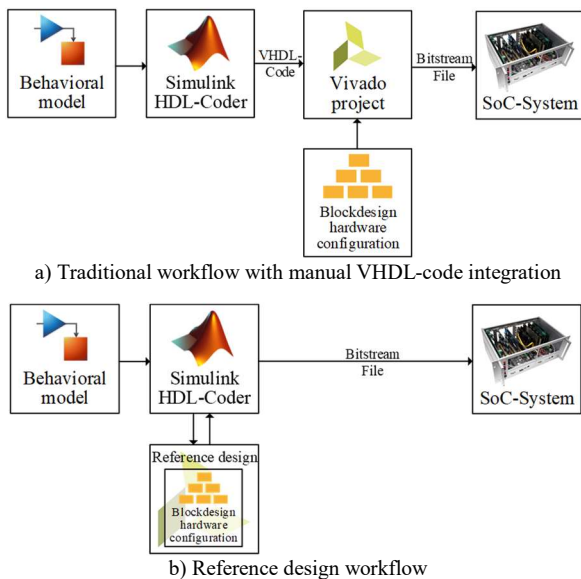 Behavioral
model
Simulink
HDL-Coder
VHDL-
Code
Vivado
project
Bitstream
File
SoC-System
Blockdesign
hardware
configuration
a) Traditional workflow with manual VHDL-code integration
Behavioral
model
Simulink
HDL-Coder
Bitstream
File
SoC-System
Reference design
Blockdesign
hardware
configuration
b) Reference design workflow